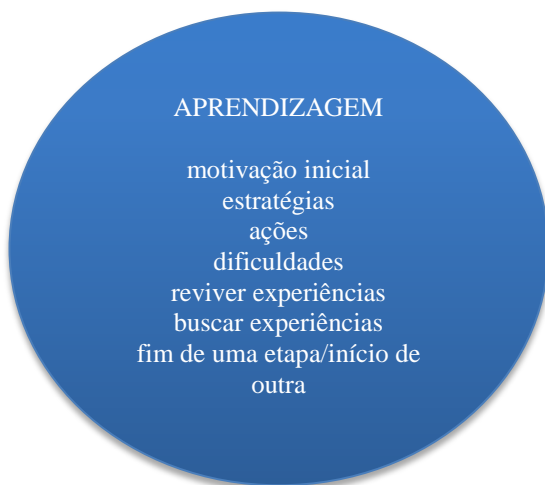 APRENDIZAGEM
motivação inicial
estratégias
ações
dificuldades
reviver experiências
buscar experiências
fim de uma etapa/início de
outra